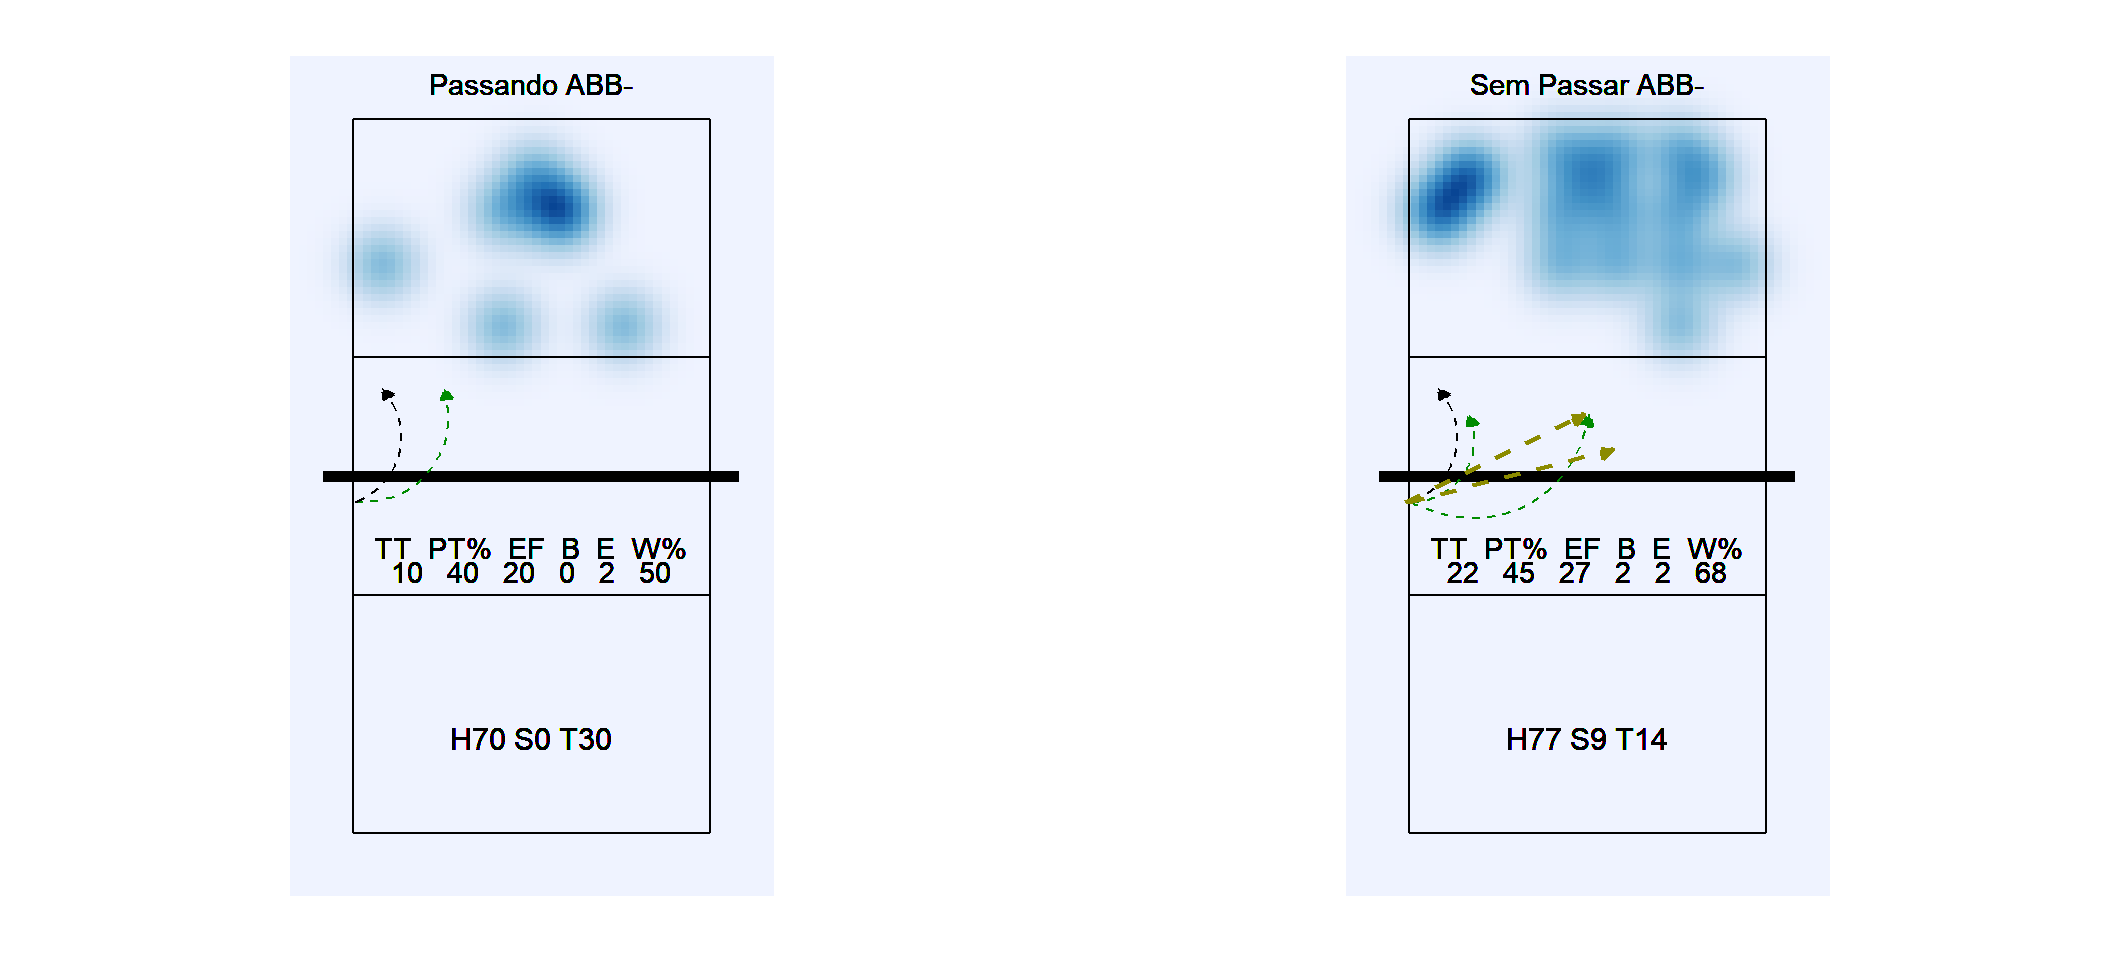 Passando ABB-
TT PT% EF B E W%
10 40 20 0 2 50
H70 S0 T30
Sem Passar ABB-
TT PT% EF B E W%
22 45 27 2 2 68
H77 S9 T14